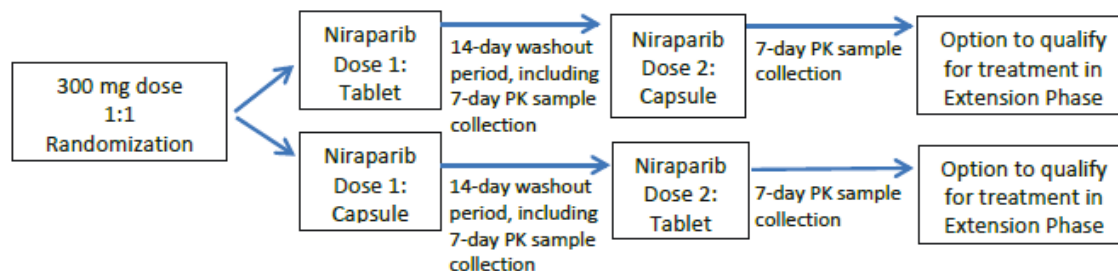 300 mg dose
1:1
Randomization
Niraparib
Dose 1:
Tablet
14-day washout
period, including
7-day PK sample
collection
Niraparib
Dose 2:
Capsule
7-day PK sample
collection
Option to qualify
for treatment in
Extension Phase
Niraparib
Dose 1:
Capsule
14-day washout
period, including
7-day PK sample
collection
Niraparib
Dose 2:
Tablet
7-day PK sample
collection
Option to qualify
for treatment in
Extension Phase